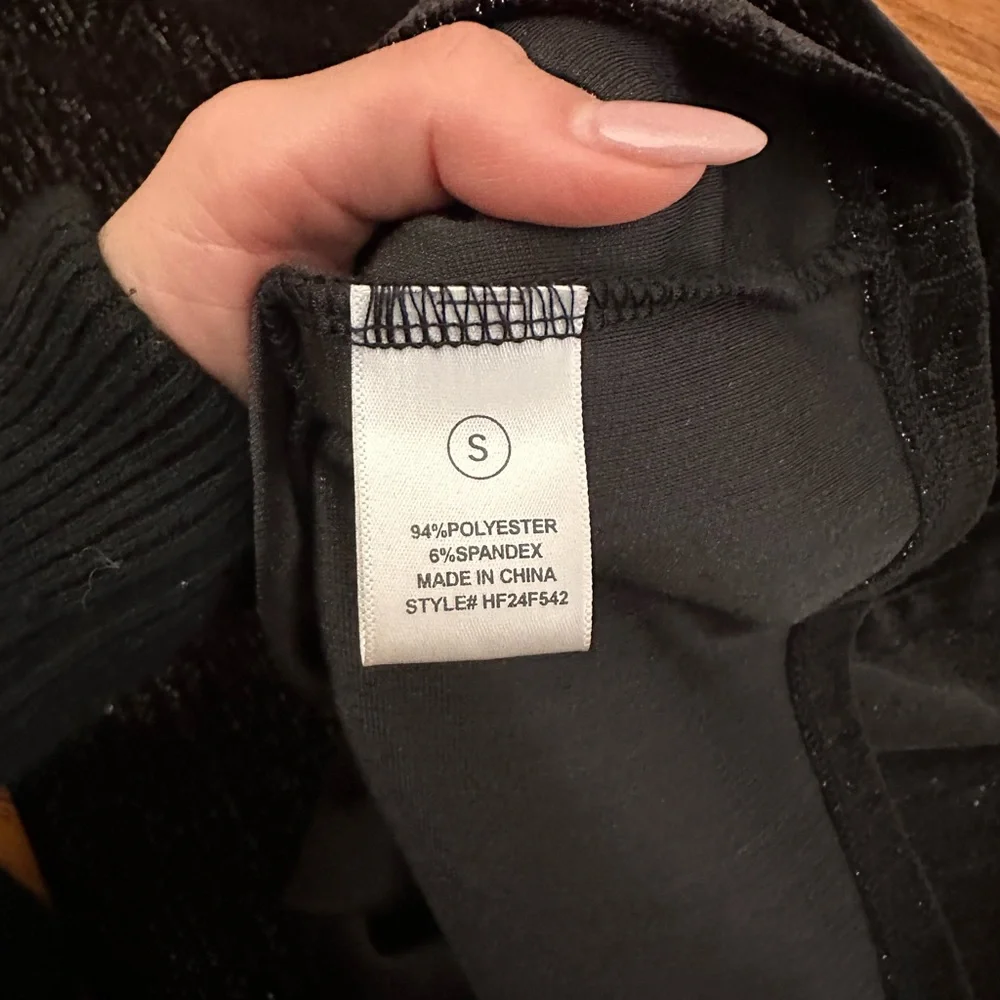 S
94%POLYESTER
6%SPANDEX
MADE IN CHINA
STYLE# HF24F542